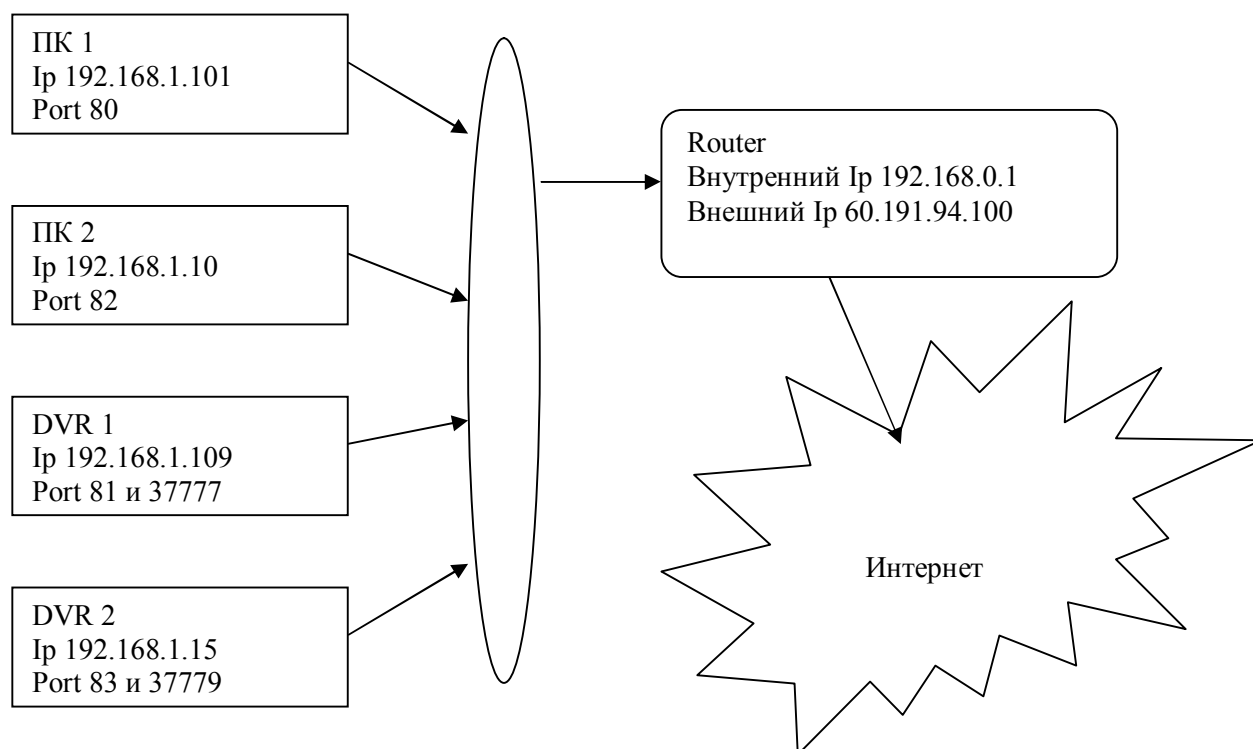 ПК 1
Ip 192.168.1.101
Port 80
Router
Внутренний Ip 192.168.0.1
Внешний Ip 60.191.94.100
ПК 2
Ip 192.168.1.10
Port 82
DVR 1
Ip 192.168.1.109
Port 81 и 37777
Интернет
DVR 2
Ip 192.168.1.15
Port 83 и 37779